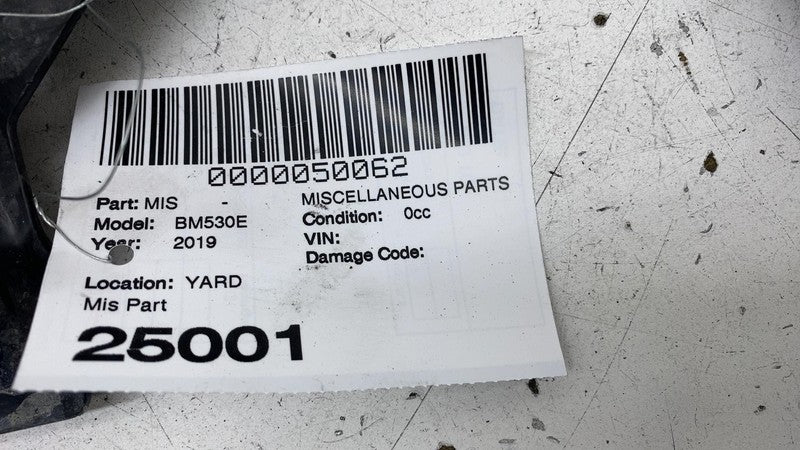 0000050062
Part: MIS - MISCELLANEOUS PARTS
Model: BM530E Condition: 0cc
Year: 2019 VIN:
Damage Code:
Location: YARD
Mis Part
25001